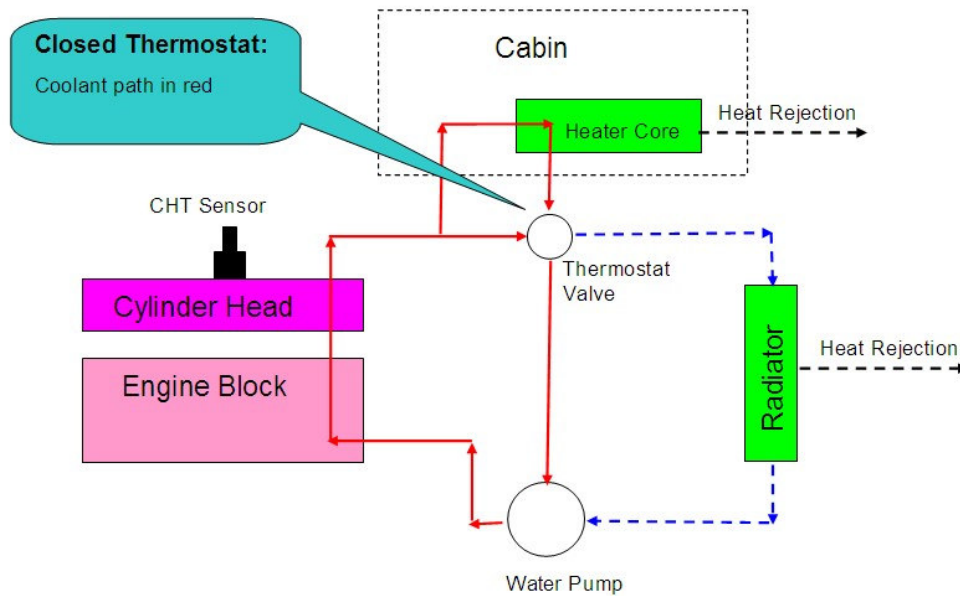 Closed Thermostat:
Coolant path in red
Cabin
Heater Core
Heat Rejection
CHT Sensor
Thermostat
Valve
Cylinder Head
Engine Block
Radiator
Heat Rejection
Water Pump